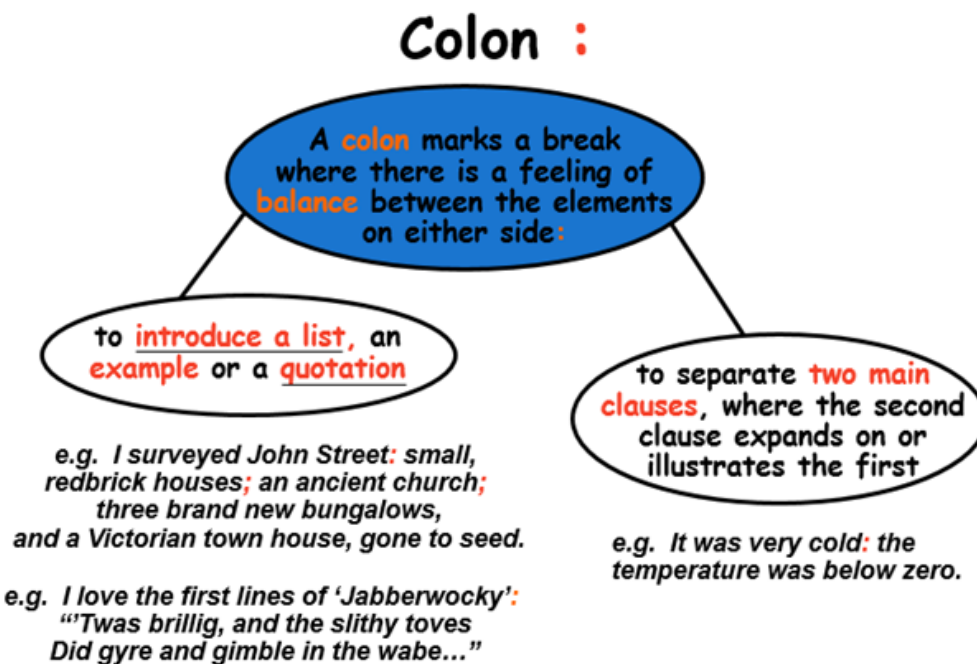 Colon :
A colon marks a break
where there is a feeling of
balance between the elements
on either side:
to introduce a list, an
example or a quotation
e.g. I surveyed John Street: small,
redbrick houses; an ancient church;
three brand new bungalows,
and a Victorian town house, gone to seed.
e.g. I love the first lines of ‘Jabberwocky’:
“’Twas brillig, and the slithy toves
Did gyre and gimble in the wabe…”
to separate two main
clauses, where the second
clause expands on or
illustrates the first
e.g. It was very cold: the
temperature was below zero.